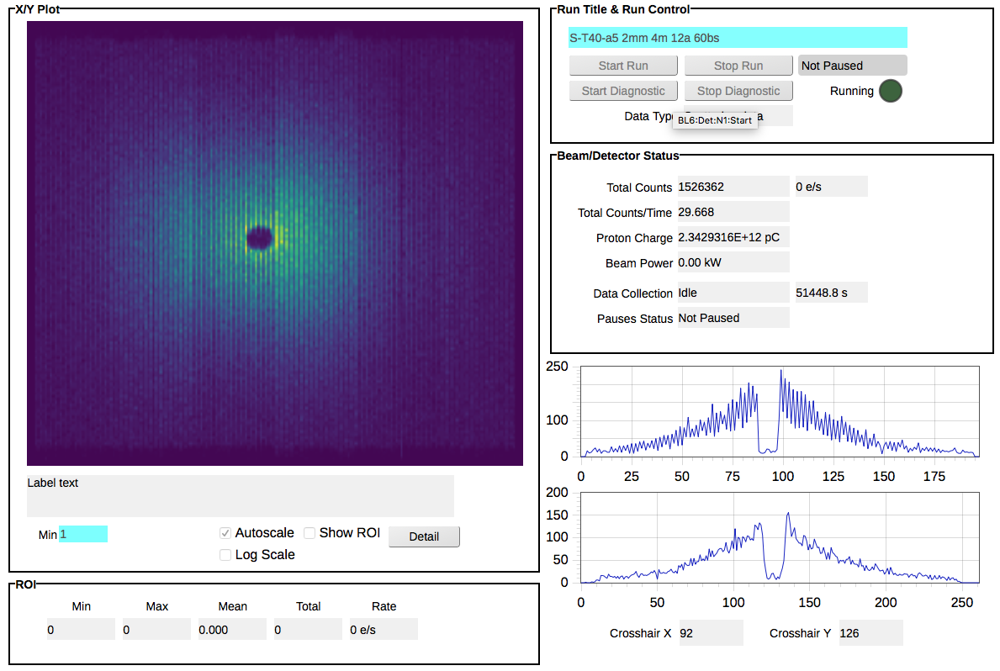 X/Y Plot
Label text
Min 1
Autoscale Show ROI Detail
Log Scale
ROI
Min Max Mean Total Rate
0 0 0.000 0 0 e/s
Run Title & Run Control
S-T40-a5 2mm 4m 12a 60bs
Start Run Stop Run Not Paused
Start Diagnostic Stop Diagnostic Running
Data Type a
BL6:Det:N1:Start
Beam/Detector Status
Total Counts 1526362 0 e/s
Total Counts/Time 29.668
Proton Charge 2.3429316E+12 pC
Beam Power 0.00 kW
Data Collection Idle 51448.8 s
Pauses Status Not Paused
250
100
0
0 25 50 75 100 125 150 175
200
150
100
50
0
0 50 100 150 200 250
Crosshair X 92 Crosshair Y 126